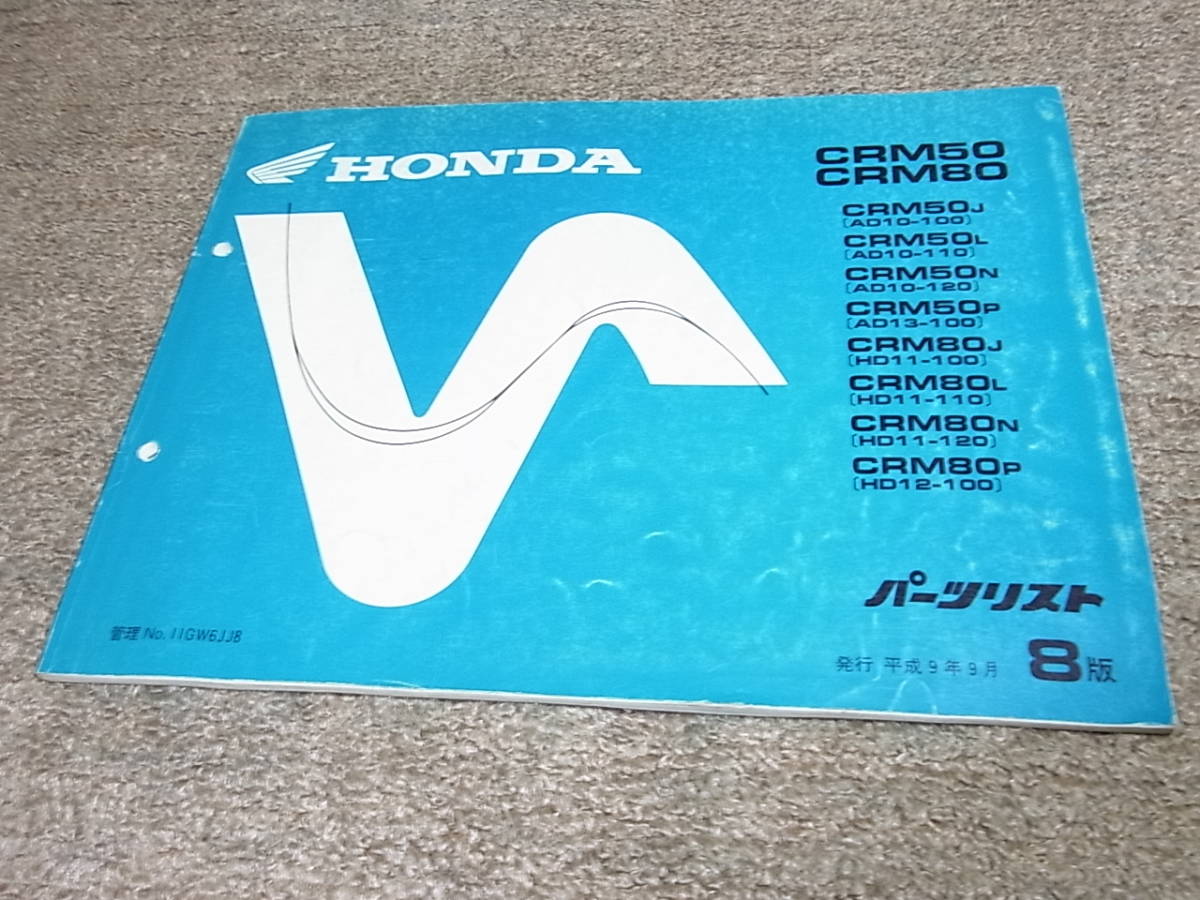 HONDA
CRM50
CRM80
CRM50J
(AD10-100)
CRM50L
(AD10-110)
CRM50N
(AD10-120)
CRM50P
(AD13-100)
CRM80J
(HD11-100)
CRM80L
(HD11-110)
CRM80N
(HD11-120)
CRM80P
(HD12-100)
パーツリスト
管理 No. 11GW6JJ8
発行 平成9年9月 8版